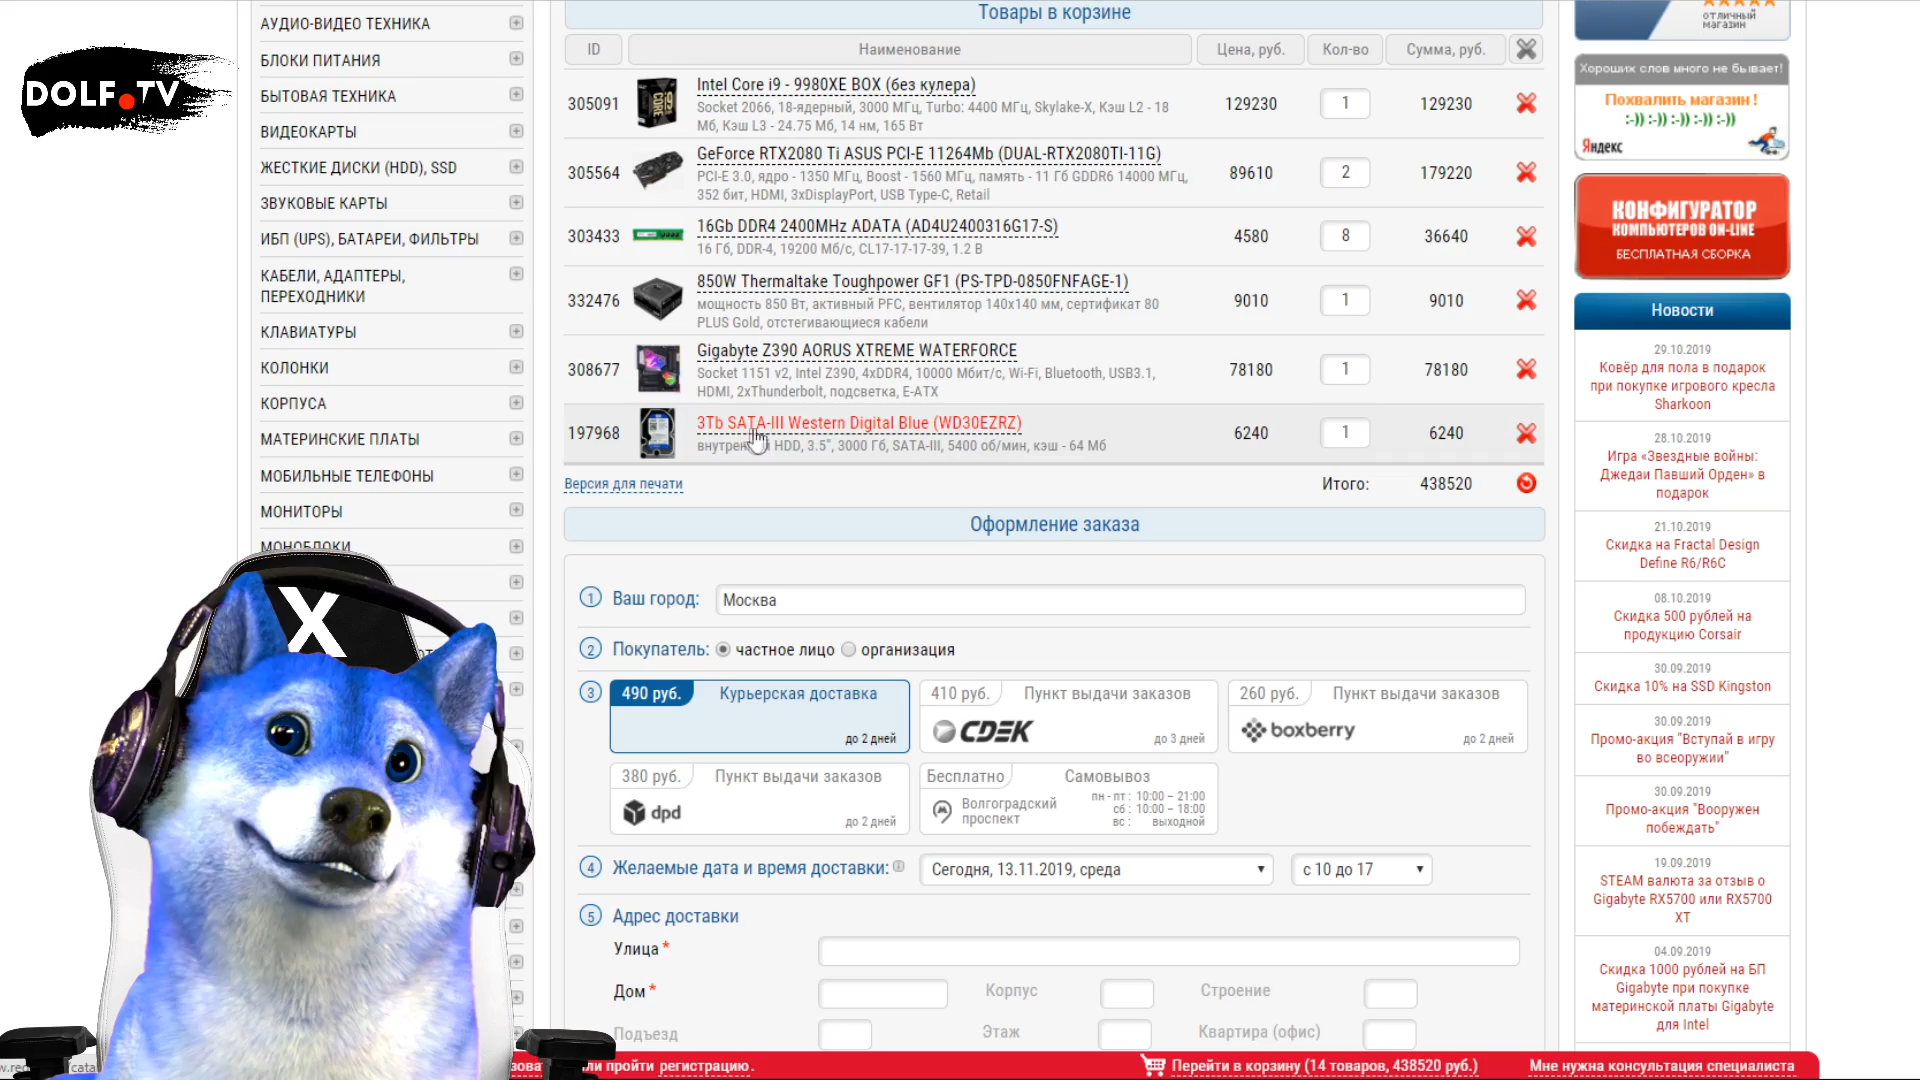 DOLF.TV
АУДИО-ВИДЕО ТЕХНИКА
БЛОКИ ПИТАНИЯ
БЫТОВАЯ ТЕХНИКА
ВИДЕОКАРТЫ
ЖЕСТКИЕ ДИСКИ (HDD), SSD
ЗВУКОВЫЕ КАРТЫ
ИБП (UPS), БАТАРЕИ, ФИЛЬТРЫ
КАБЕЛИ, АДАПТЕРЫ,
ПЕРЕХОДНИКИ
КЛАВИАТУРЫ
КОЛОНКИ
КОРПУСА
МАТЕРИНСКИЕ ПЛАТЫ
МОБИЛЬНЫЕ ТЕЛЕФОНЫ
МОНИТОРЫ
МОНОБЛОКИ
X
Товары в корзине
ID Наименование Цена, руб. Кол-во Сумма, руб.
305091 Intel Core i9 - 9980XE BOX (без кулера) 129230 1 129230
Socket 2066, 18-ядерный, 3000 МГц, Turbo: 4400 МГц, Skylake-X, Кэш L2 - 18
Мб, Кэш L3 - 24.75 Мб, 14 нм, 165 Вт
305564 GeForce RTX2080 Ti ASUS PCI-E 11264Mb (DUAL-RTX2080TI-11G) 89610 2 179220
PCI-E 3.0, ядро - 1350 МГц, Boost - 1560 МГц, память - 11 Гб GDDR6 14000 МГц,
352 бит, HDMI, 3xDisplayPort, USB Type-C, Retail
303433 16Gb DDR4 2400MHz ADATA (AD4U2400316G17-S) 4580 8 36640
16 Гб, DDR-4, 19200 Мб/с, CL17-17-17-39, 1.2 В
332476 850W Thermaltake Toughpower GF1 (PS-TPD-0850FNFAGE-1) 9010 1 9010
мощность 850 Вт, активный PFC, вентилятор 140x140 мм, сертификат 80
PLUS Gold, отстегивающиеся кабели
308677 Gigabyte Z390 AORUS XTREME WATERFORCE 78180 1 78180
Socket 1151 v2, Intel Z390, 4xDDR4, 10000 Мбит/с, Wi-Fi, Bluetooth, USB3.1,
HDMI, 2xThunderbolt, подсветка, E-ATX
197968 3Tb SATA-III Western Digital Blue (WD30EZRZ) 6240 1 6240
HDD, 3.5", 3000 Гб, SATA-III, 5400 об/мин, кэш - 64 Мб
Версия для печати Итого: 438520
Оформление заказа
1 Ваш город: Москва
2 Покупатель: частное лицо организация
3 490 руб. Курьерская доставка
до 2 дней
410 руб. Пункт выдачи заказов
CDEK до 3 дней
260 руб. Пункт выдачи заказов
boxberry до 2 дней
380 руб. Пункт выдачи заказов
dpd до 2 дней
Бесплатно Самовывоз
Волгоградский
проспект
пн - пт : 10:00 – 21:00
сб : 10:00 – 18:00
вс : выходной
4 Желаемые дата и время доставки: Сегодня, 13.11.2019, среда с 10 до 17
5 Адрес доставки
Улица *
Дом * Корпус Строение
Подъезд Этаж Квартира (офис)
ли пройти регистрацию.
Перейти в корзину (14 товаров, 438520 руб.)
Мне нужна консультация специалиста
отличный
магазин
Хороших слов много не бывает!
Похвалить магазин !
:-)) :-)) :-)) :-)) :-))
Яндекс
КОНФИГУРАТОР
КОМПЬЮТЕРОВ ON-LINE
БЕСПЛАТНАЯ СБОРКА
Новости
29.10.2019
Ковёр для пола в подарок
при покупке игрового кресла
Sharkoon
28.10.2019
Игра «Звездные войны:
Джедаи Павший Орден» в
подарок
21.10.2019
Скидка на Fractal Design
Define R6/R6C
08.10.2019
Скидка 500 рублей на
продукцию Corsair
30.09.2019
Скидка 10% на SSD Kingston
30.09.2019
Промо-акция "Вступай в игру
во всеоружии"
30.09.2019
Промо-акция "Вооружен
побеждать"
19.09.2019
STEAM валюта за отзыв о
Gigabyte RX5700 или RX5700
XT
04.09.2019
Скидка 1000 рублей на БП
Gigabyte при покупке
материнской платы Gigabyte
для Intel